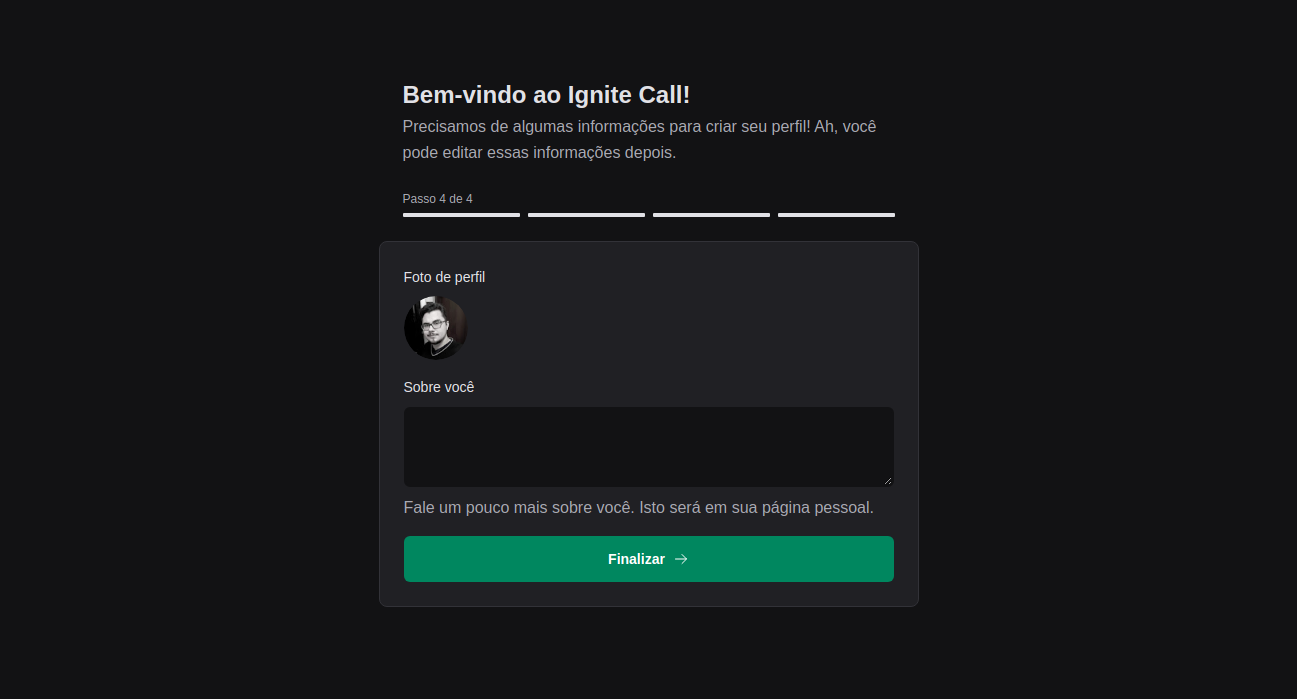 Bem-vindo ao Ignite Call!
Precisamos de algumas informações para criar seu perfil! Ah, você
pode editar essas informações depois.
Passo 4 de 4
Foto de perfil
Sobre você
Fale um pouco mais sobre você. Isto será em sua página pessoal.
Finalizar